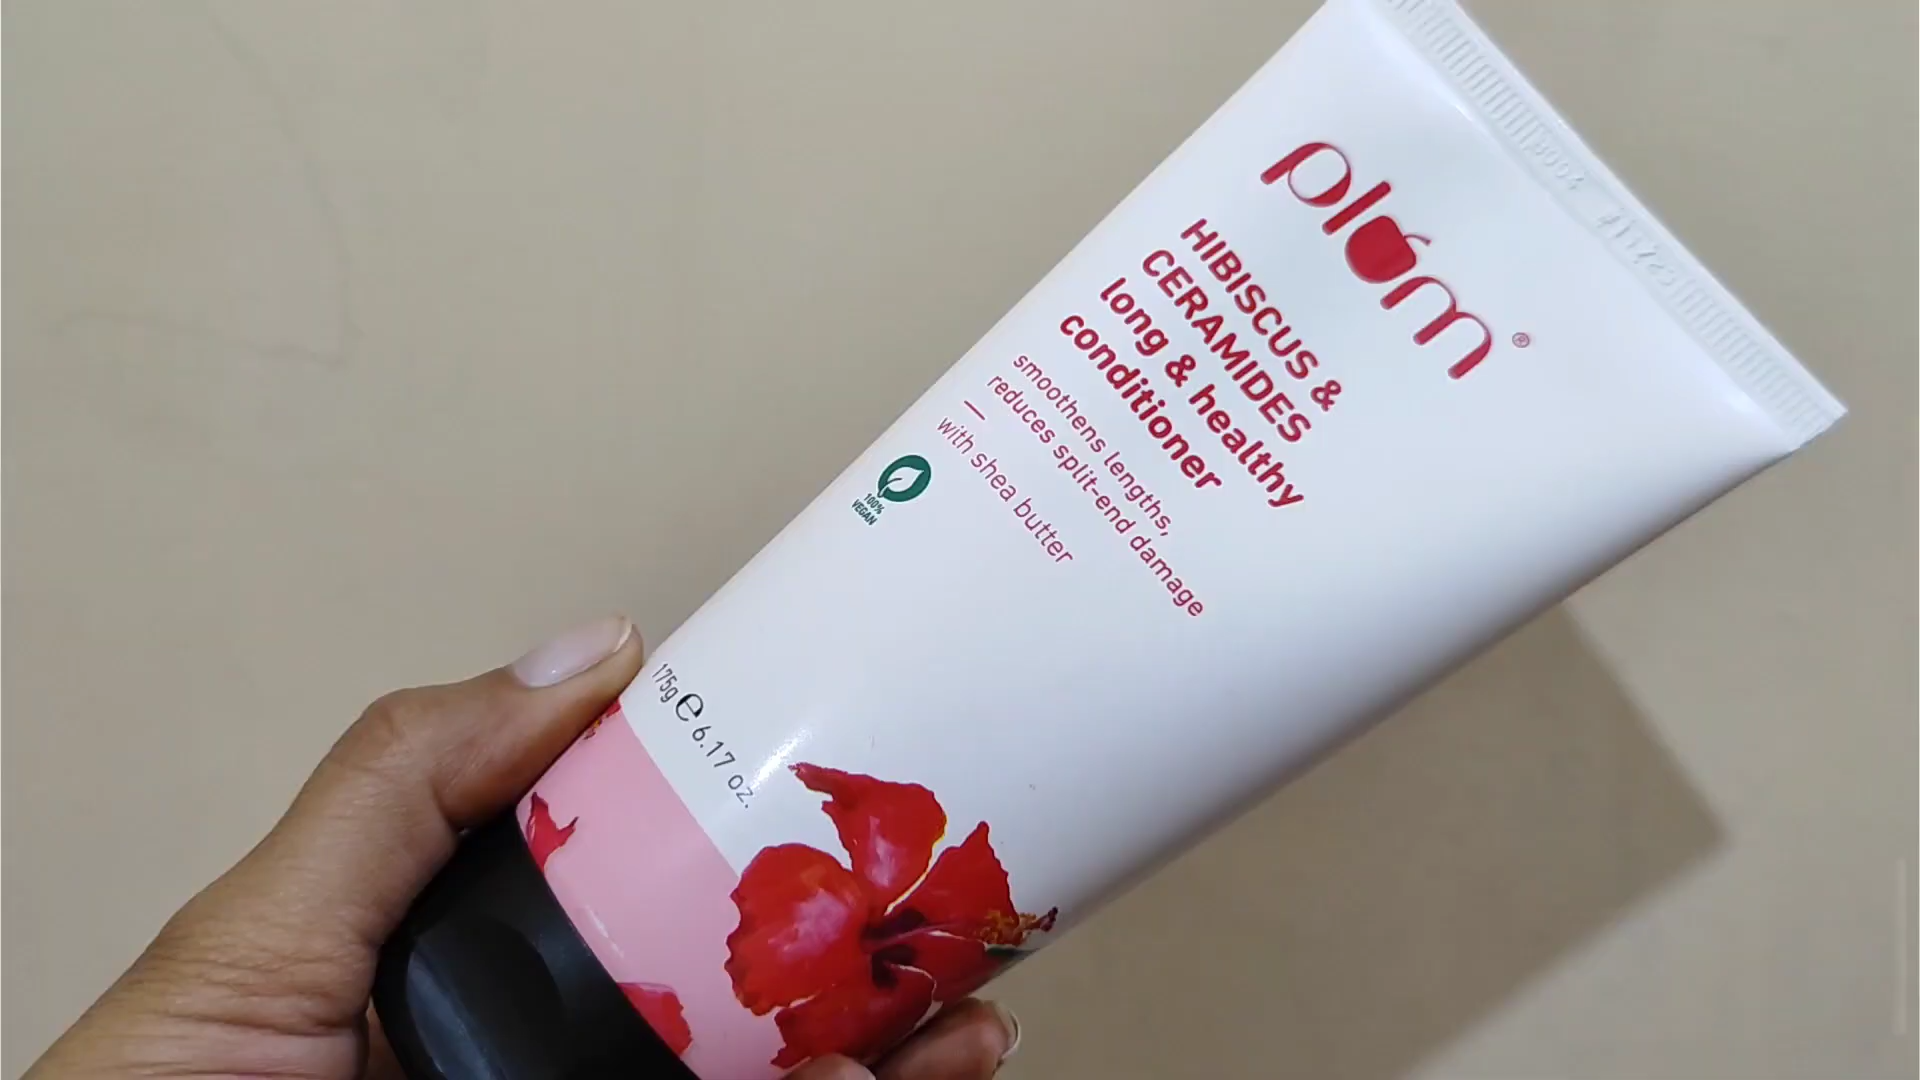 plum®
HIBISCUS &
CERAMIDES
long & healthy
conditioner
smoothens lengths,
reduces split-end damage
with shea butter
100%
VEGAN
175g e 6.17 oz.